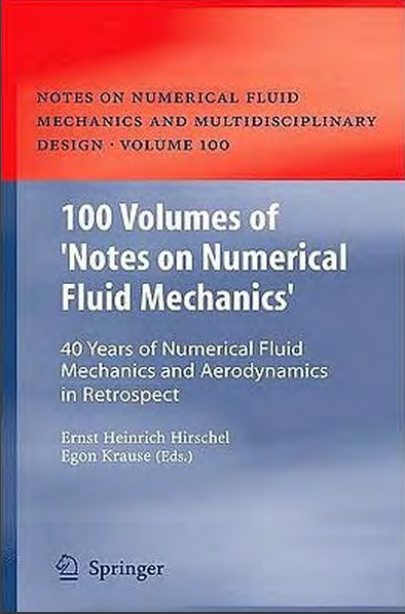 NOTES ON NUMERICAL FLUID
MECHANICS AND MULTIDISCIPLINARY
DESIGN · VOLUME 100
100 Volumes of
'Notes on Numerical
Fluid Mechanics'
40 Years of Numerical Fluid
Mechanics and Aerodynamics
in Retrospect
Ernst Heinrich Hirschel
Egon Krause (Eds.)
Springer